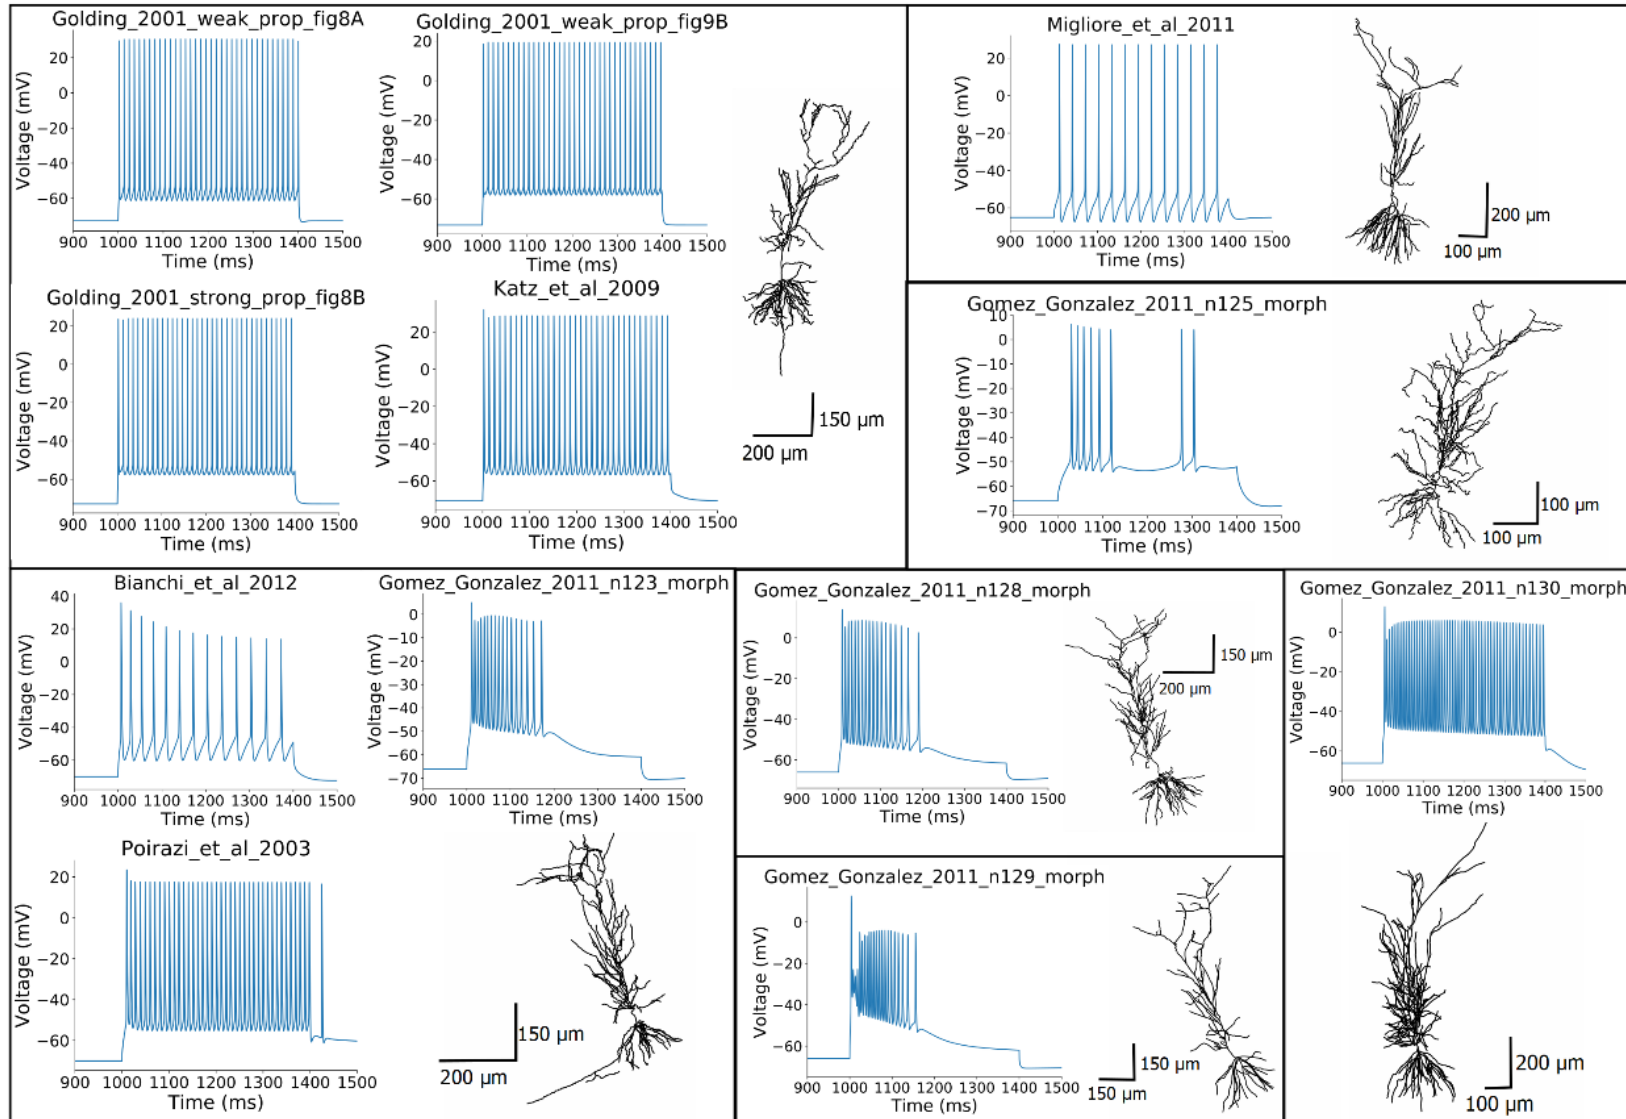 Golding_2001_weak_prop_fig8A
20
0
−20
−40
−60
Voltage (mV)
900 1000 1100 1200 1300 1400 1500
Time (ms)
Golding_2001_weak_prop_fig9B
20
0
−20
−40
−60
Voltage (mV)
900 1000 1100 1200 1300 1400 1500
Time (ms)
Golding_2001_strong_prop_fig8B
20
0
−20
−40
−60
Voltage (mV)
900 1000 1100 1200 1300 1400 1500
Time (ms)
Katz_et_al_2009
20
0
−20
−40
−60
Voltage (mV)
900 1000 1100 1200 1300 1400 1500
Time (ms)
150 µm
200 µm
Migliore_et_al_2011
20
0
−20
−40
−60
Voltage (mV)
900 1000 1100 1200 1300 1400 1500
Time (ms)
200 µm
100 µm
Gomez_Gonzalez_2011_n125_morph
10
0
−10
−20
−30
−40
−50
−60
−70
Voltage (mV)
900 1000 1100 1200 1300 1400 1500
Time (ms)
100 µm
100 µm
Bianchi_et_al_2012
40
20
0
−20
−40
−60
Voltage (mV)
900 1000 1100 1200 1300 1400 1500
Time (ms)
Gomez_Gonzalez_2011_n123_morph
0
−10
−20
−30
−40
−50
−60
−70
Voltage (mV)
900 1000 1100 1200 1300 1400 1500
Time (ms)
Poirazi_et_al_2003
20
0
−20
−40
−60
Voltage (mV)
900 1000 1100 1200 1300 1400 1500
Time (ms)
150 µm
200 µm
Gomez_Gonzalez_2011_n128_morph
0
−20
−40
−60
Voltage (mV)
900 1000 1100 1200 1300 1400 1500
Time (ms)
150 µm
200 µm
Gomez_Gonzalez_2011_n129_morph
0
−20
−40
−60
Voltage (mV)
900 1000 1100 1200 1300 1400 1500
Time (ms)
150 µm
150 µm
Gomez_Gonzalez_2011_n130_morph
0
−20
−40
−60
Voltage (mV)
900 1000 1100 1200 1300 1400 1500
Time (ms)
200 µm
100 µm